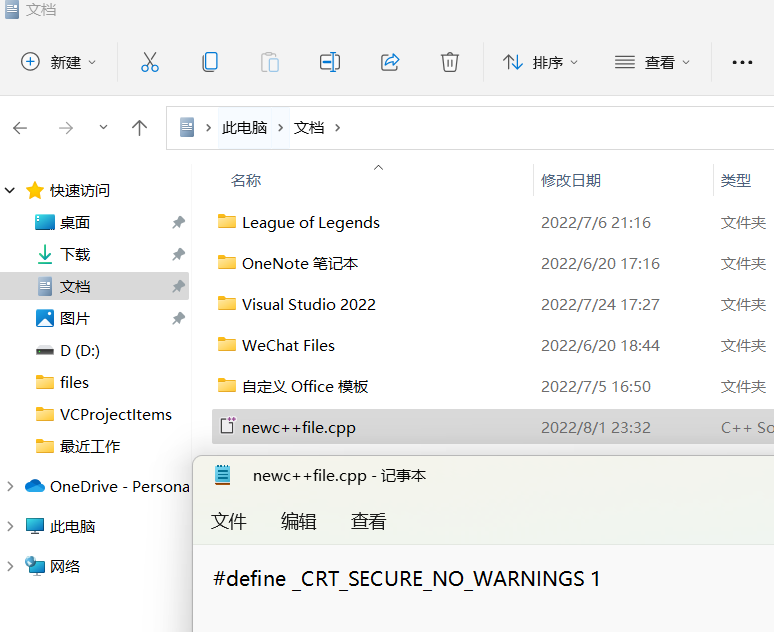 文档
新建
排序
查看
此电脑
文档
名称
修改日期
类型
快速访问
桌面
下载
文档
图片
D (D:)
files
VCProjectItems
最近工作
OneDrive - Persona
此电脑
网络
League of Legends 2022/7/6 21:16 文件夹
OneNote 笔记本 2022/6/20 17:16 文件夹
Visual Studio 2022 2022/7/24 17:27 文件夹
WeChat Files 2022/6/20 18:44 文件夹
自定义 Office 模板 2022/7/5 16:50 文件夹
newc++file.cpp 2022/8/1 23:32 C++ So
newc++file.cpp - 记事本
文件 编辑 查看
#define _CRT_SECURE_NO_WARNINGS 1